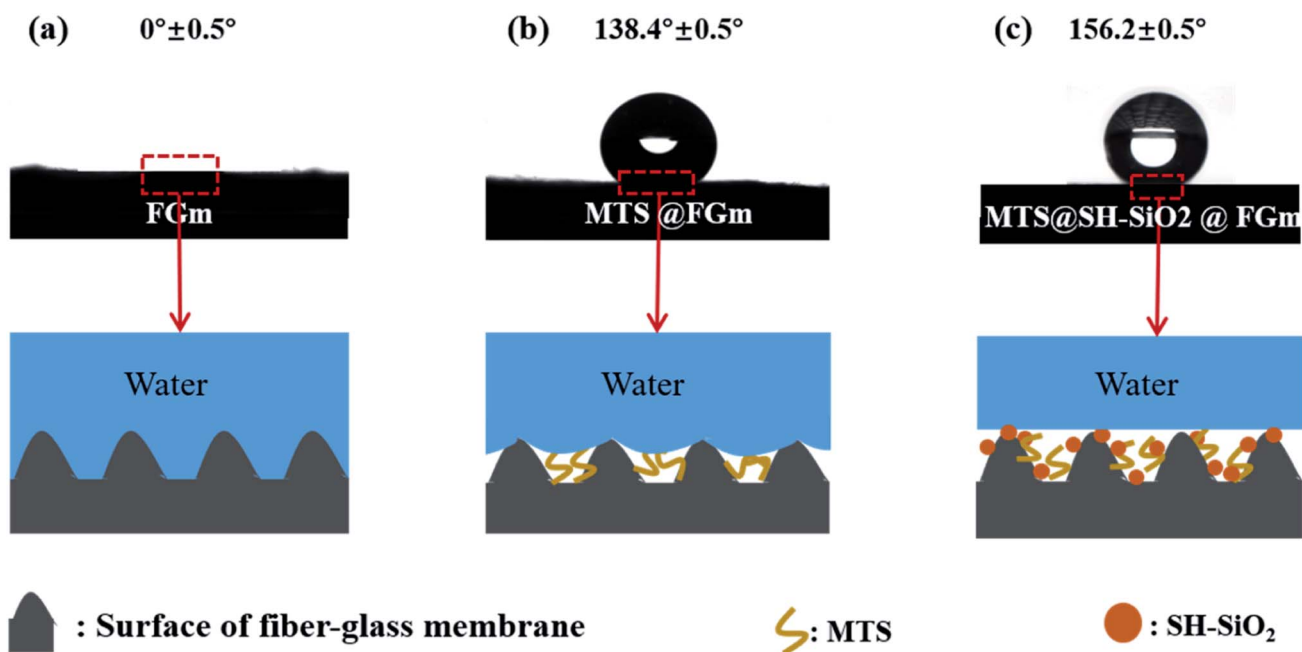 (a) 0°±0.5°
(b) 138.4°±0.5°
(c) 156.2±0.5°
FGm
MTS @FGm
MTS@SH-SiO2 @ FGm
Water
Water
Water
: Surface of fiber-glass membrane
: MTS
: SH-SiO₂